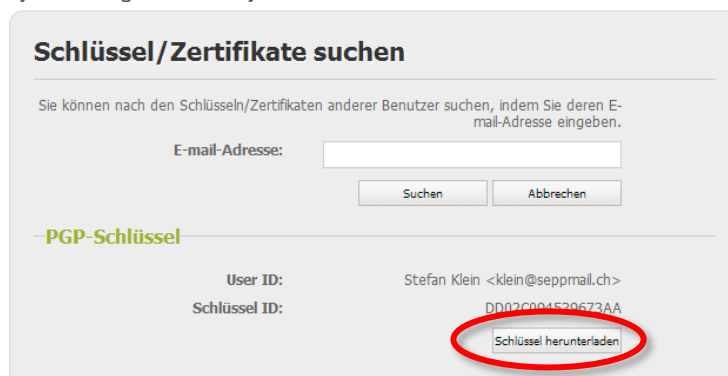 Schlüssel/Zertifikate suchen
Sie können nach den Schlüsseln/Zertifikaten anderer Benutzer suchen, indem Sie deren E-
mail-Adresse eingeben.
E-mail-Adresse:
Suchen Abbrechen
PGP-Schlüssel
User ID: Stefan Klein <klein@seppmail.ch>
Schlüssel ID: DD02C094539673AA
Schlüssel herunterladen